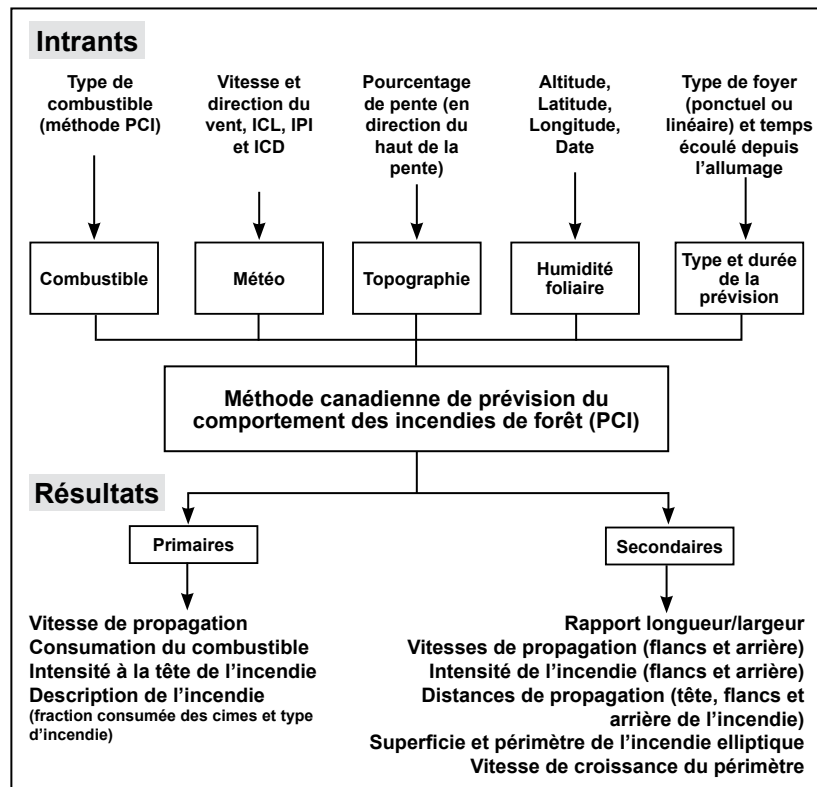 Intrants
Type de
combustible
(méthode PCI)
Vitesse et
direction du
vent, ICL, IPI
et ICD
Pourcentage
de pente (en
direction du
haut de la
pente)
Altitude,
Latitude,
Longitude,
Date
Type de foyer
(ponctuel ou
linéaire) et temps
écoulé depuis
l’allumage
Combustible
Météo
Topographie
Humidité
foliaire
Type et durée
de la
prévision
Méthode canadienne de prévision du
comportement des incendies de forêt (PCI)
Résultats
Primaires
Secondaires
Vitesse de propagation
Consumation du combustible
Intensité à la tête de l’incendie
Description de l’incendie
(fraction consumée des cimes et type
d’incendie)
Rapport longueur/largeur
Vitesses de propagation (flancs et arrière)
Intensité de l’incendie (flancs et arrière)
Distances de propagation (tête, flancs et
arrière de l’incendie)
Superficie et périmètre de l’incendie elliptique
Vitesse de croissance du périmètre